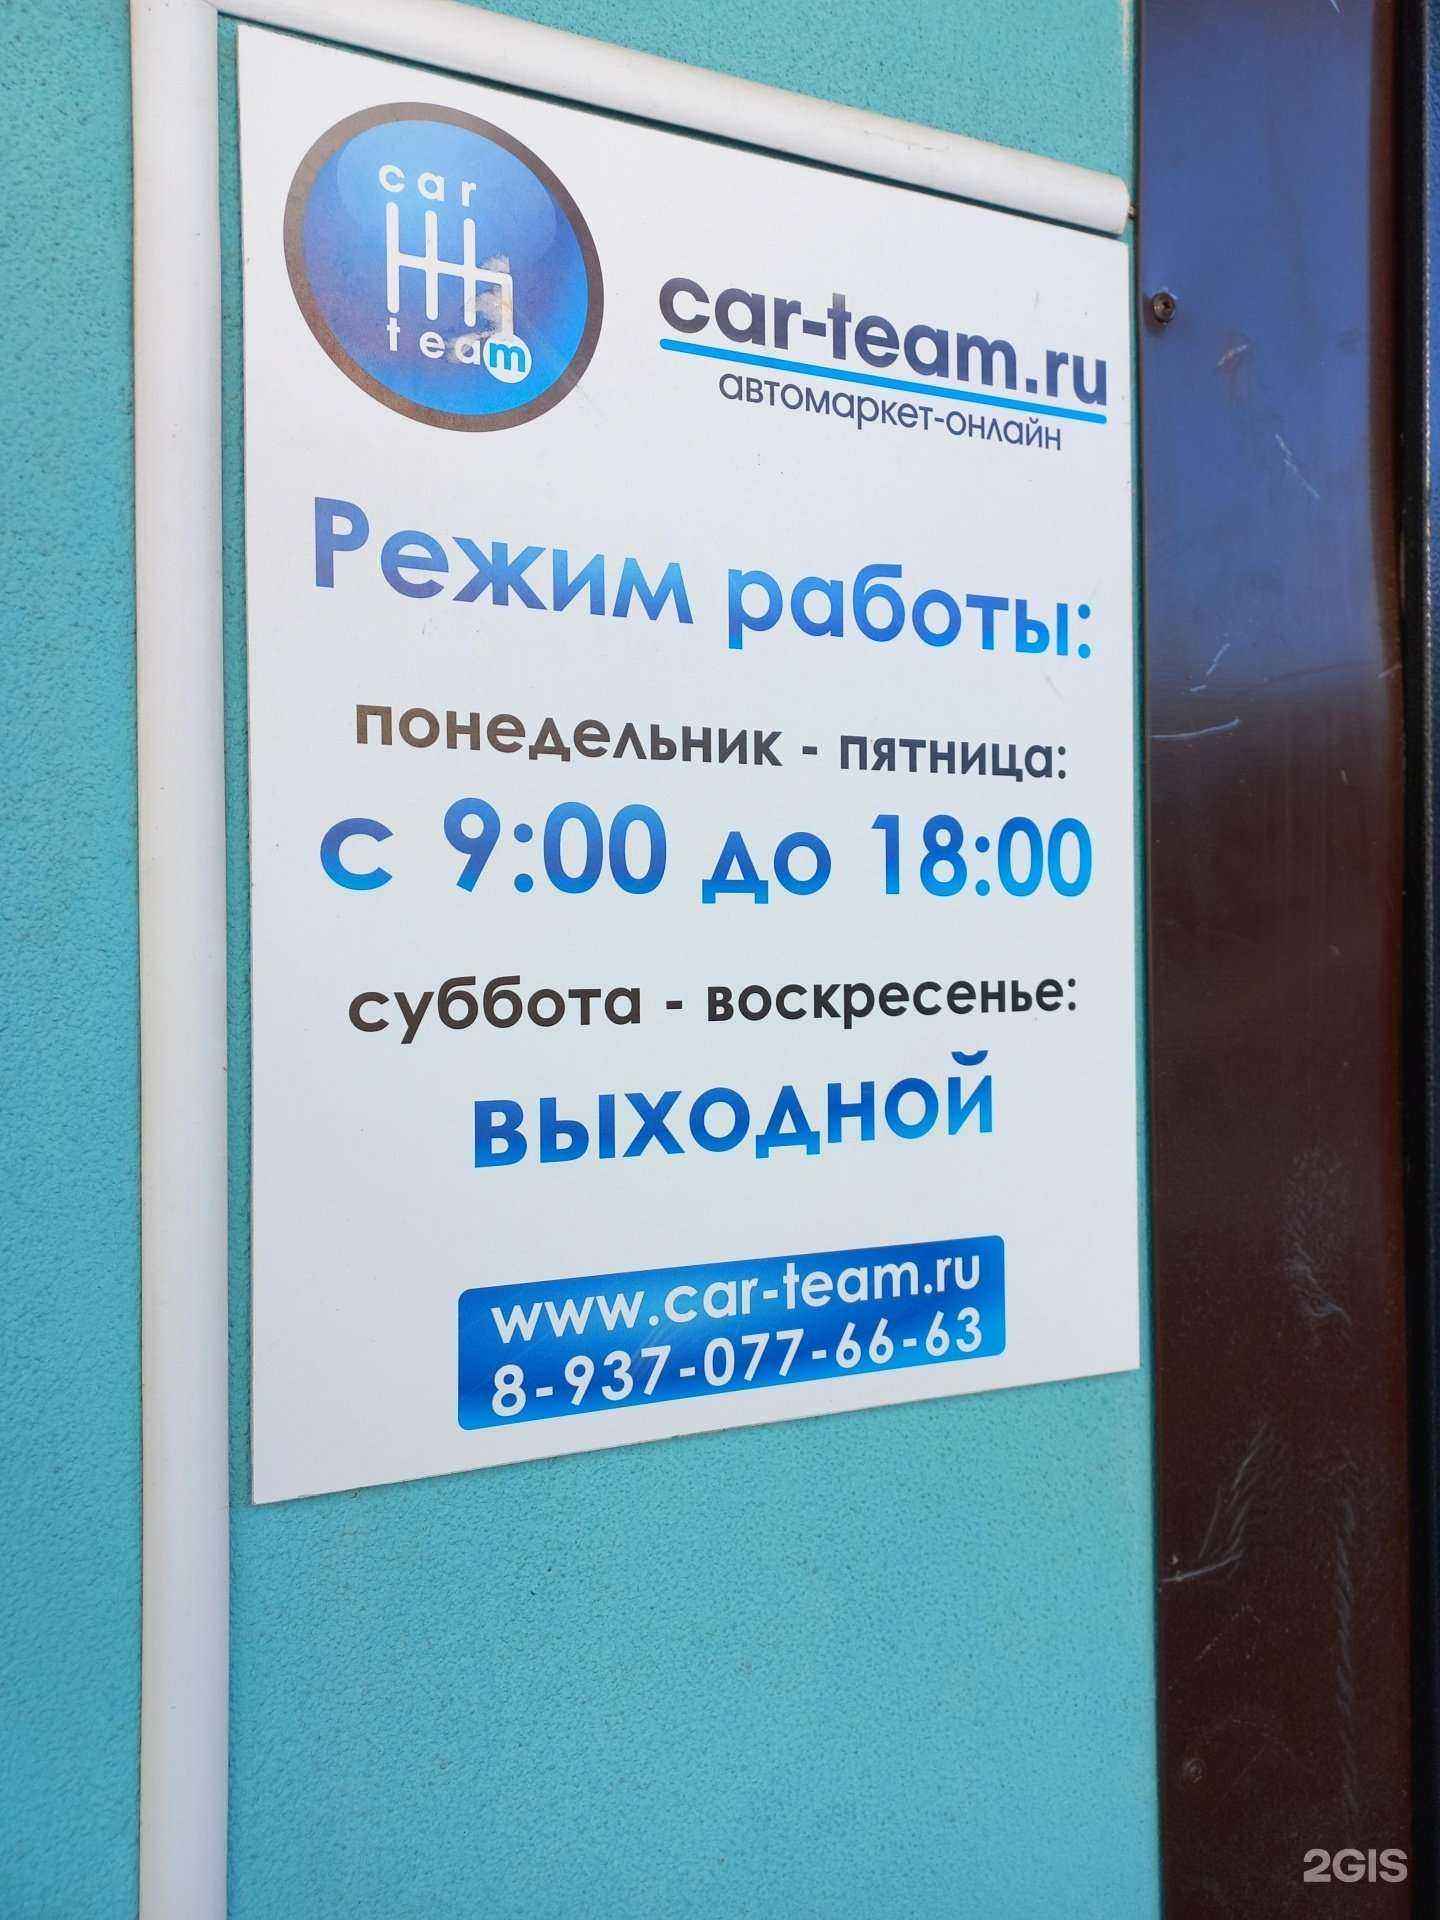 car
team
car-team.ru
автомаркет-онлайн
Режим работы:
понедельник - пятница:
с 9:00 до 18:00
суббота - воскресенье:
выходной
www.car-team.ru
8-937-077-66-63
2GIS